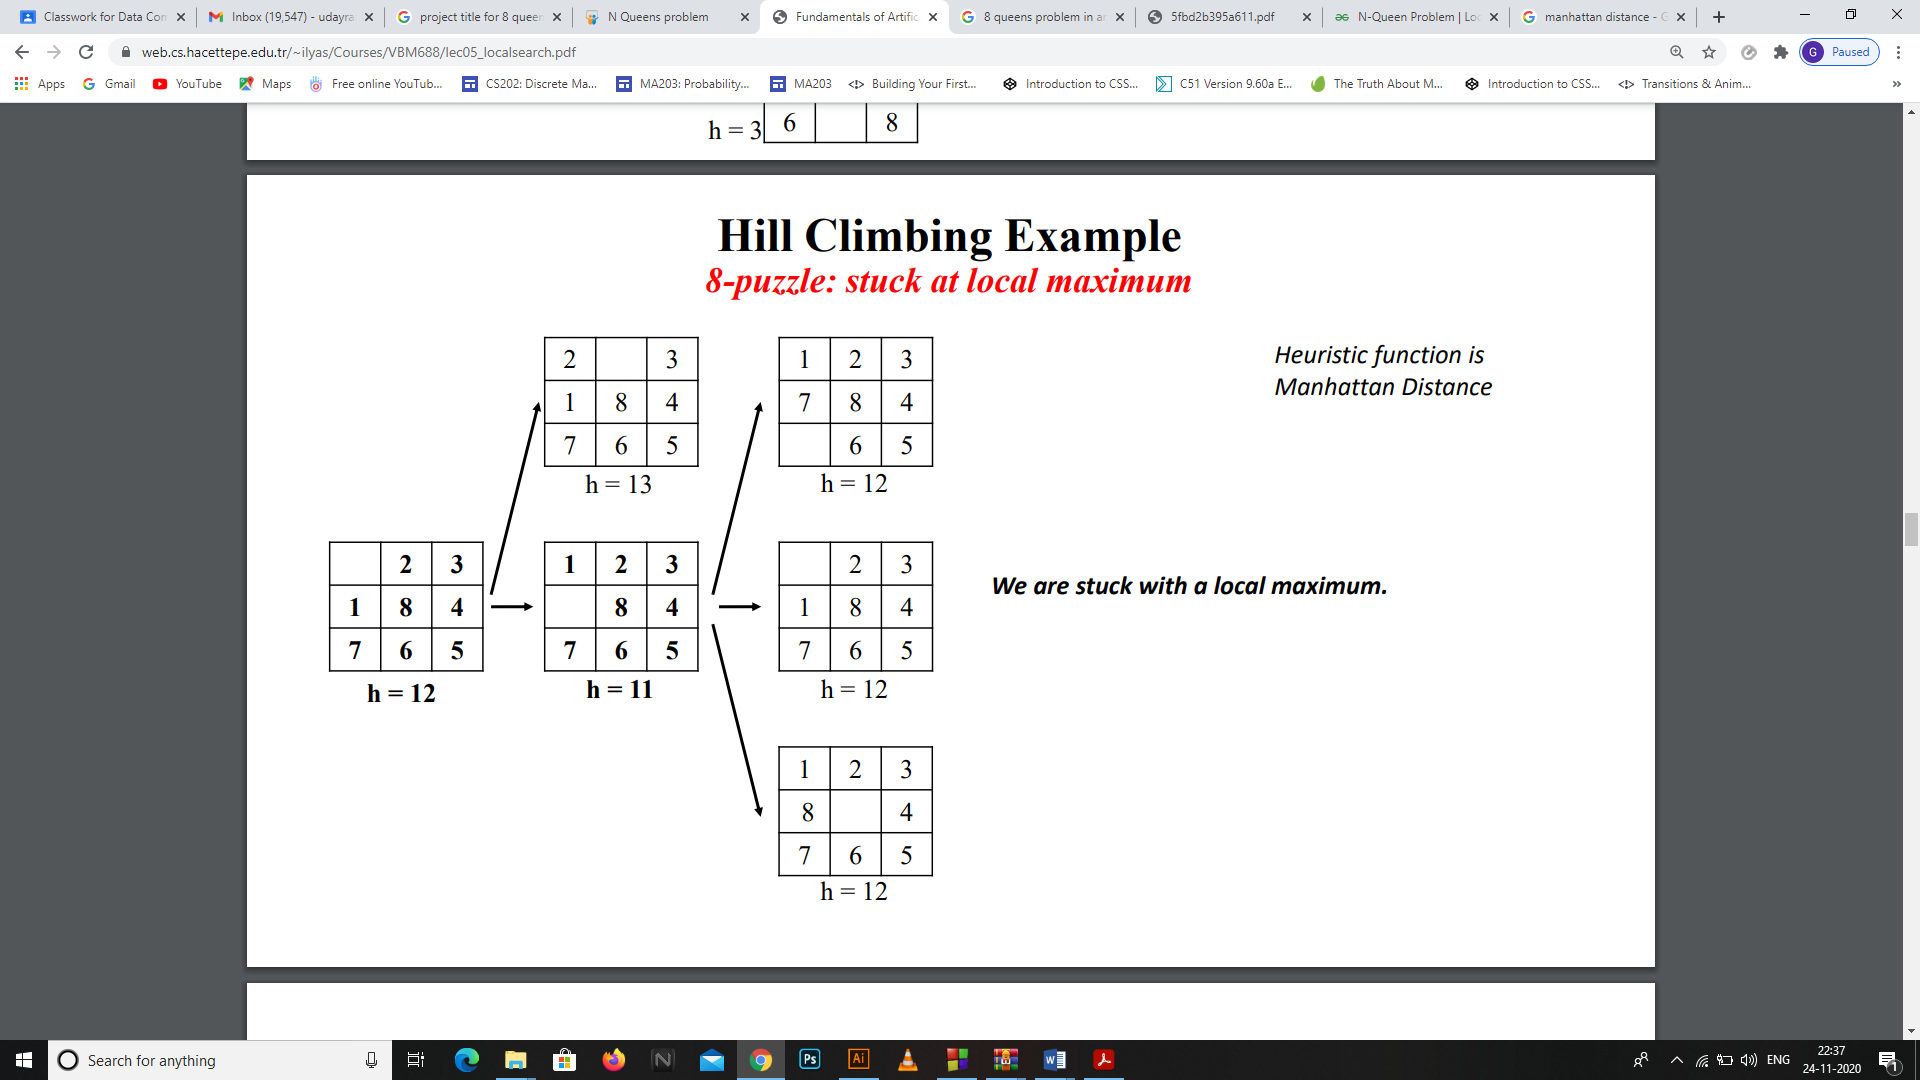 Classwork for Data Con
Inbox (19,547) - udayra
project title for 8 queen
N Queens problem
Fundamentals of Artific
8 queens problem in a
5fbd2b395a611.pdf
N-Queen Problem | Loc
manhattan distance - G
web.cs.hacettepe.edu.tr/~ilyas/Courses/VBM688/lec05_localsearch.pdf
G Paused
Apps
Gmail
YouTube
Maps
Free online YouTub...
CS202: Discrete Ma...
MA203: Probability...
MA203
Building Your First...
Introduction to CSS...
C51 Version 9.60a E...
The Truth About M...
Introduction to CSS...
Transitions & Anim...
»
h = 3
6 8
Hill Climbing Example
8-puzzle: stuck at local maximum
Heuristic function is
Manhattan Distance
2 3
1 8 4
7 6 5
h = 13
1 2 3
7 8 4
6 5
h = 12
2 3
1 8 4
7 6 5
h = 12
1 2 3
8 4
7 6 5
h = 11
2 3
1 8 4
7 6 5
h = 12
We are stuck with a local maximum.
1 2 3
8 4
7 6 5
h = 12
Search for anything
Ps
Ai
ENG
22:37
24-11-2020
1